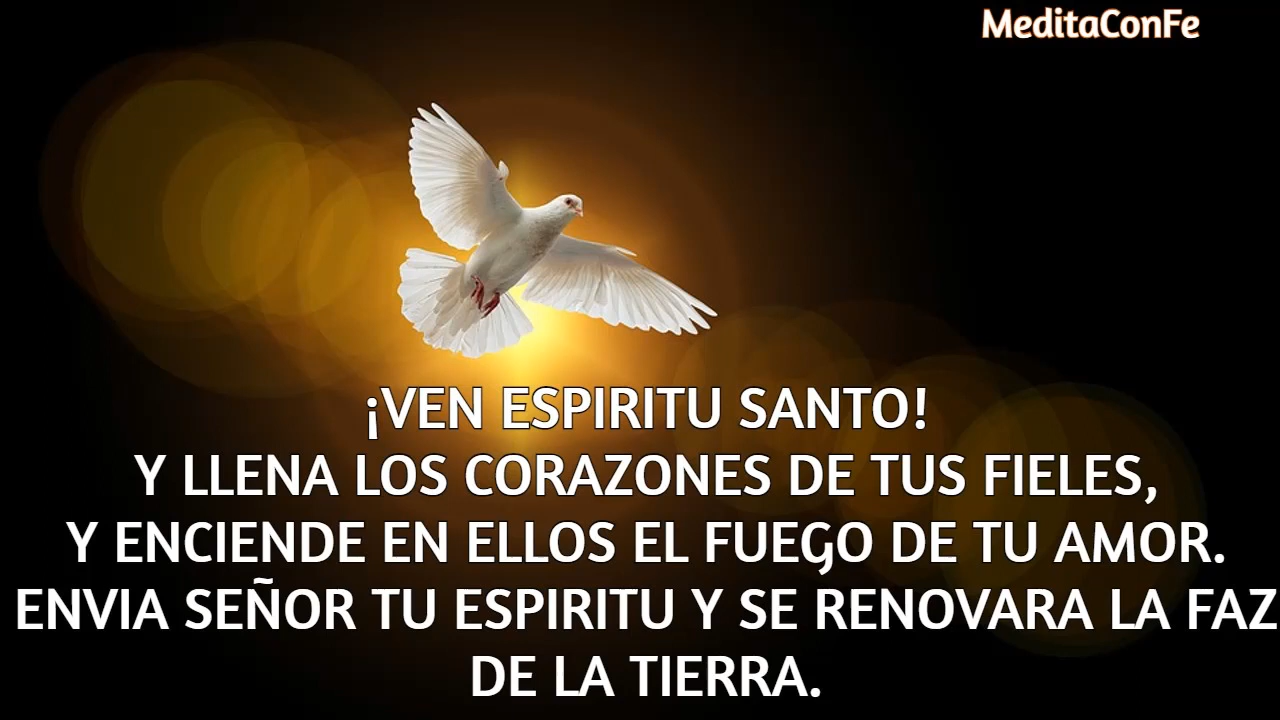 MeditaConFe
¡VEN ESPIRITU SANTO!
Y LLENA LOS CORAZONES DE TUS FIELES,
Y ENCIENDE EN ELLOS EL FUEGO DE TU AMOR.
ENVIA SEÑOR TU ESPIRITU Y SE RENOVARA LA FAZ
DE LA TIERRA.